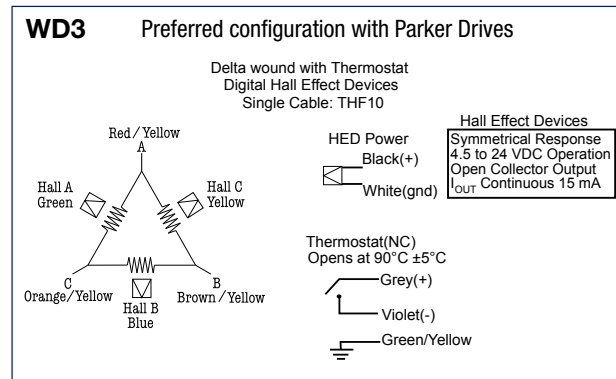 WD3 Preferred configuration with Parker Drives
Delta wound with Thermostat
Digital Hall Effect Devices
Single Cable: THF10
Red/Yellow
A
Hall A
Green
Hall C
Yellow
C
Orange/Yellow
Hall B
Blue
B
Brown/Yellow
HED Power
Black(+)
White(gnd)
Hall Effect Devices
Symmetrical Response
4.5 to 24 VDC Operation
Open Collector Output
IOUT Continuous 15 mA
Thermostat(NC)
Opens at 90°C ±5°C
Grey(+)
Violet(-)
Green/Yellow